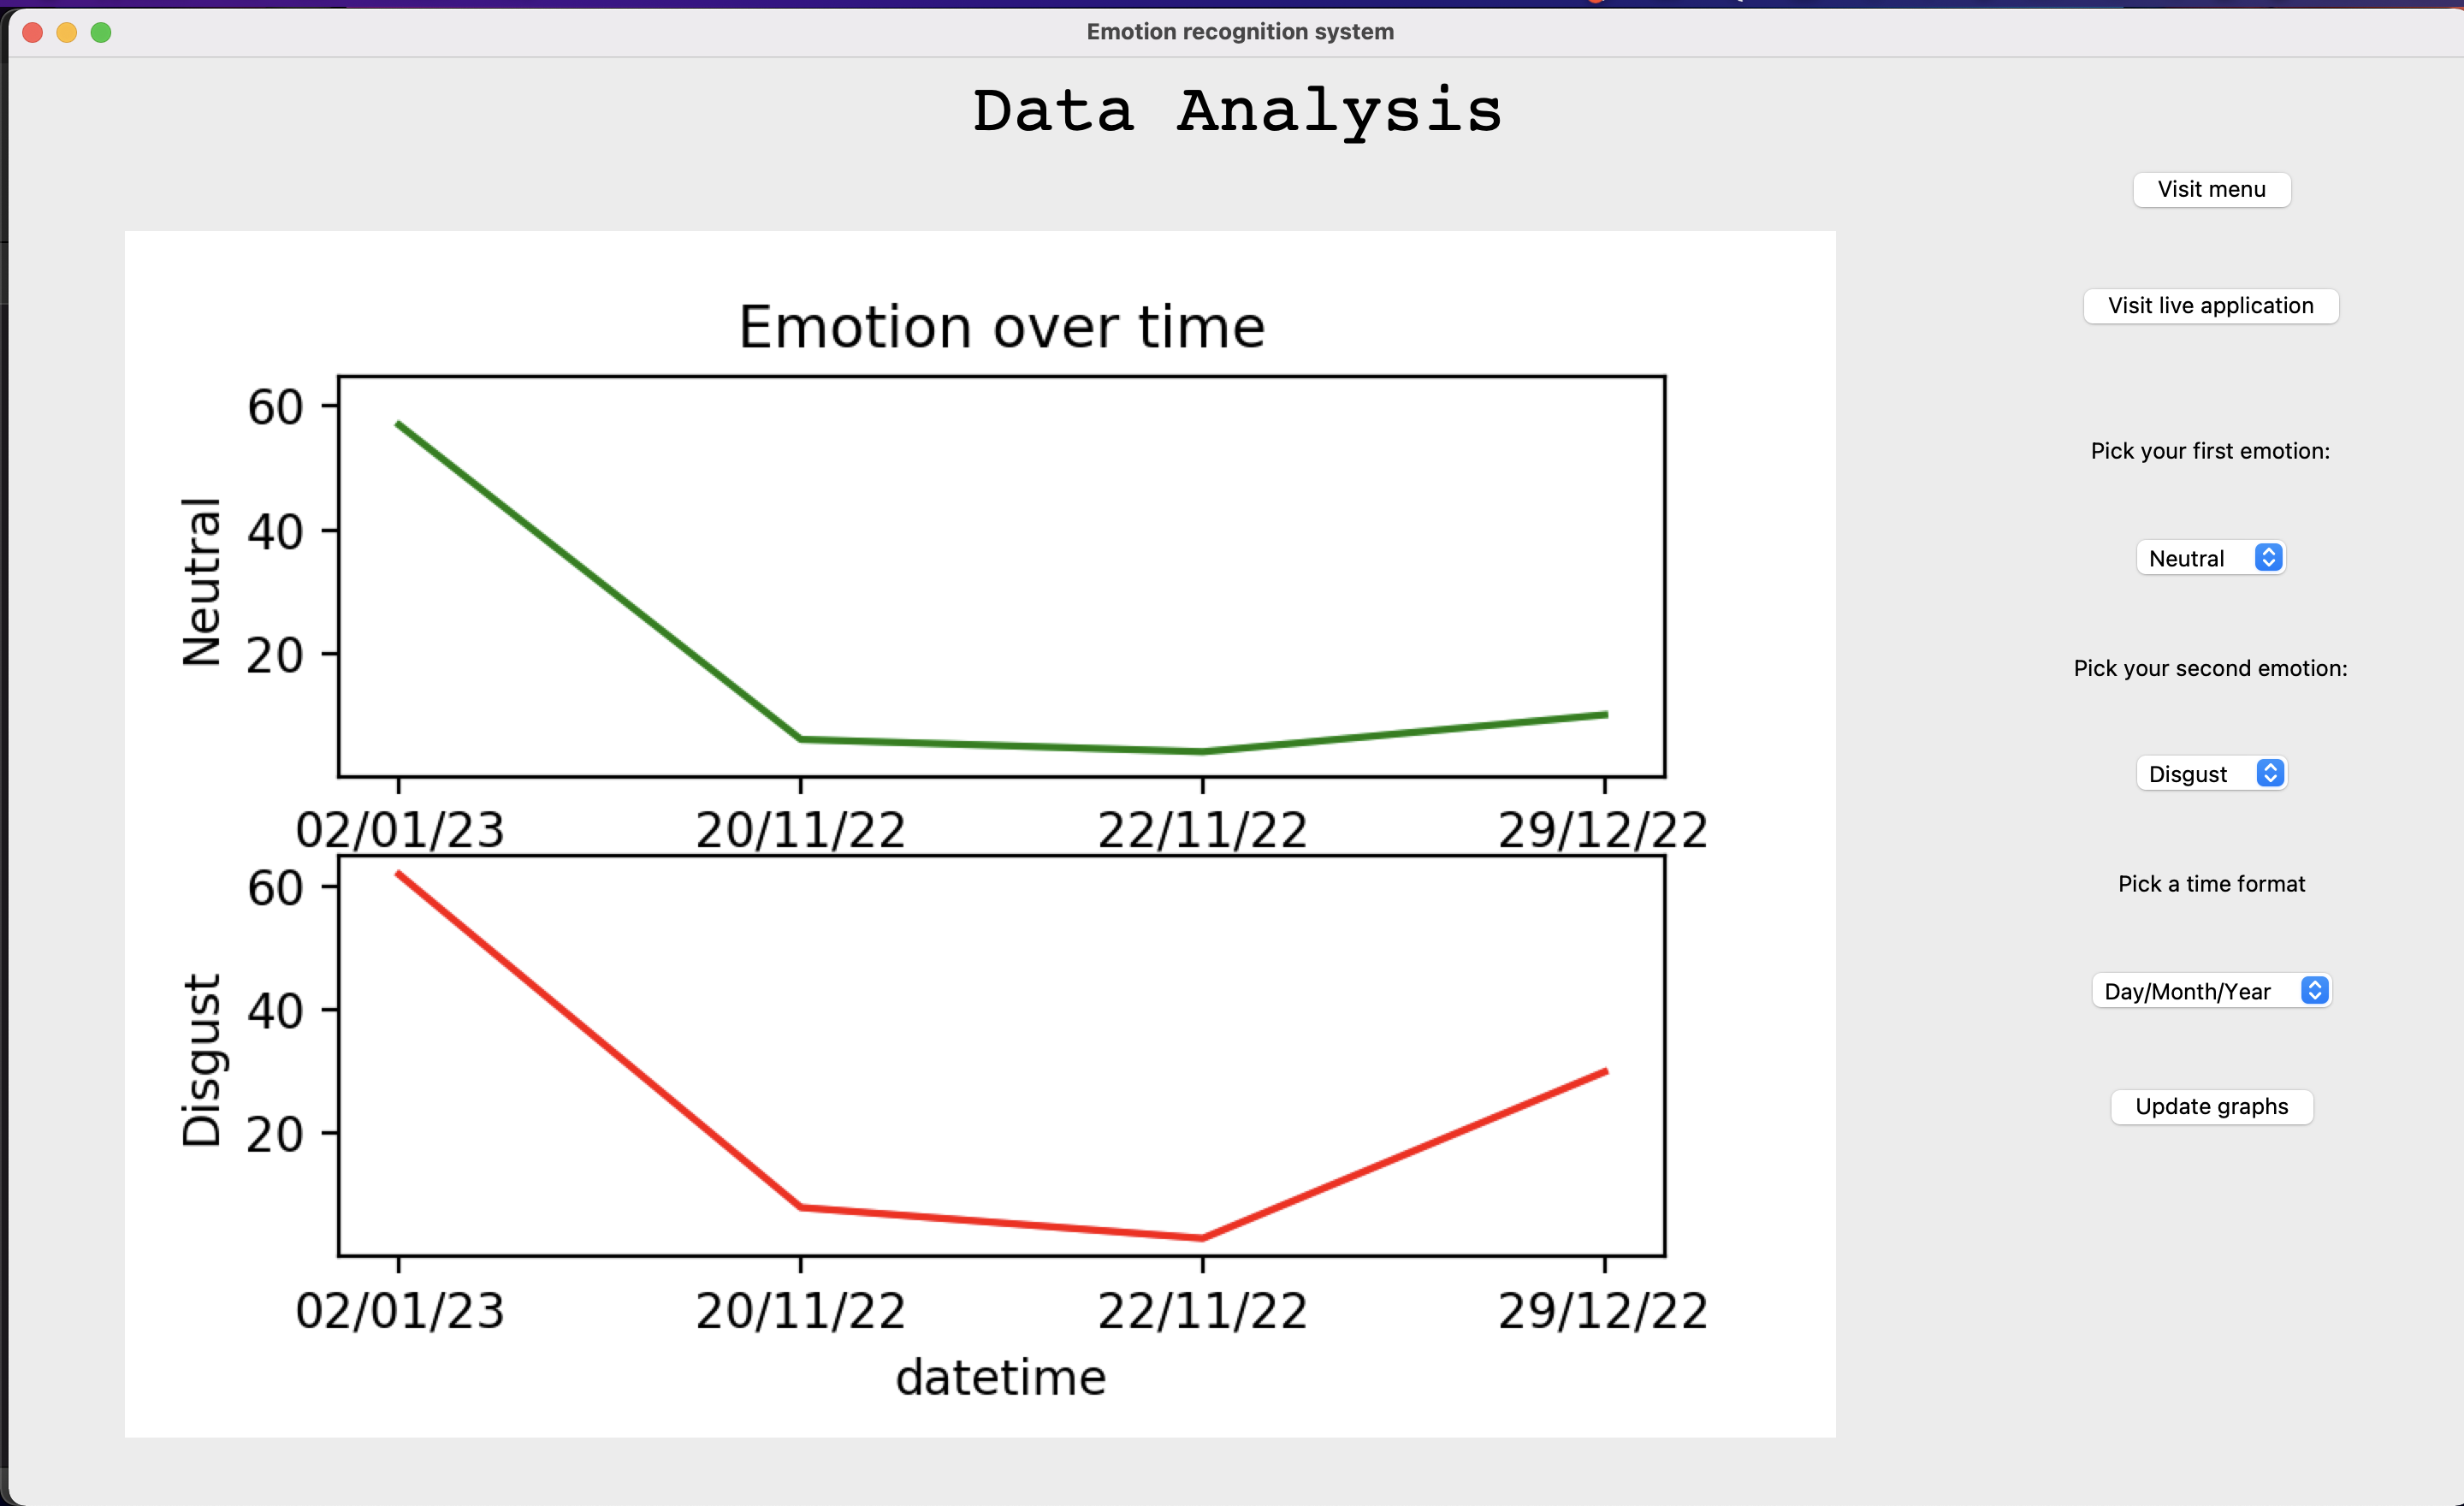 Emotion recognition system
Data Analysis
Visit menu
Visit live application
Emotion over time
60
40
20
Neutral
02/01/23 20/11/22 22/11/22 29/12/22
60
40
20
Disgust
02/01/23 20/11/22 22/11/22 29/12/22
datetime
Pick your first emotion:
Neutral
Pick your second emotion:
Disgust
Pick a time format
Day/Month/Year
Update graphs